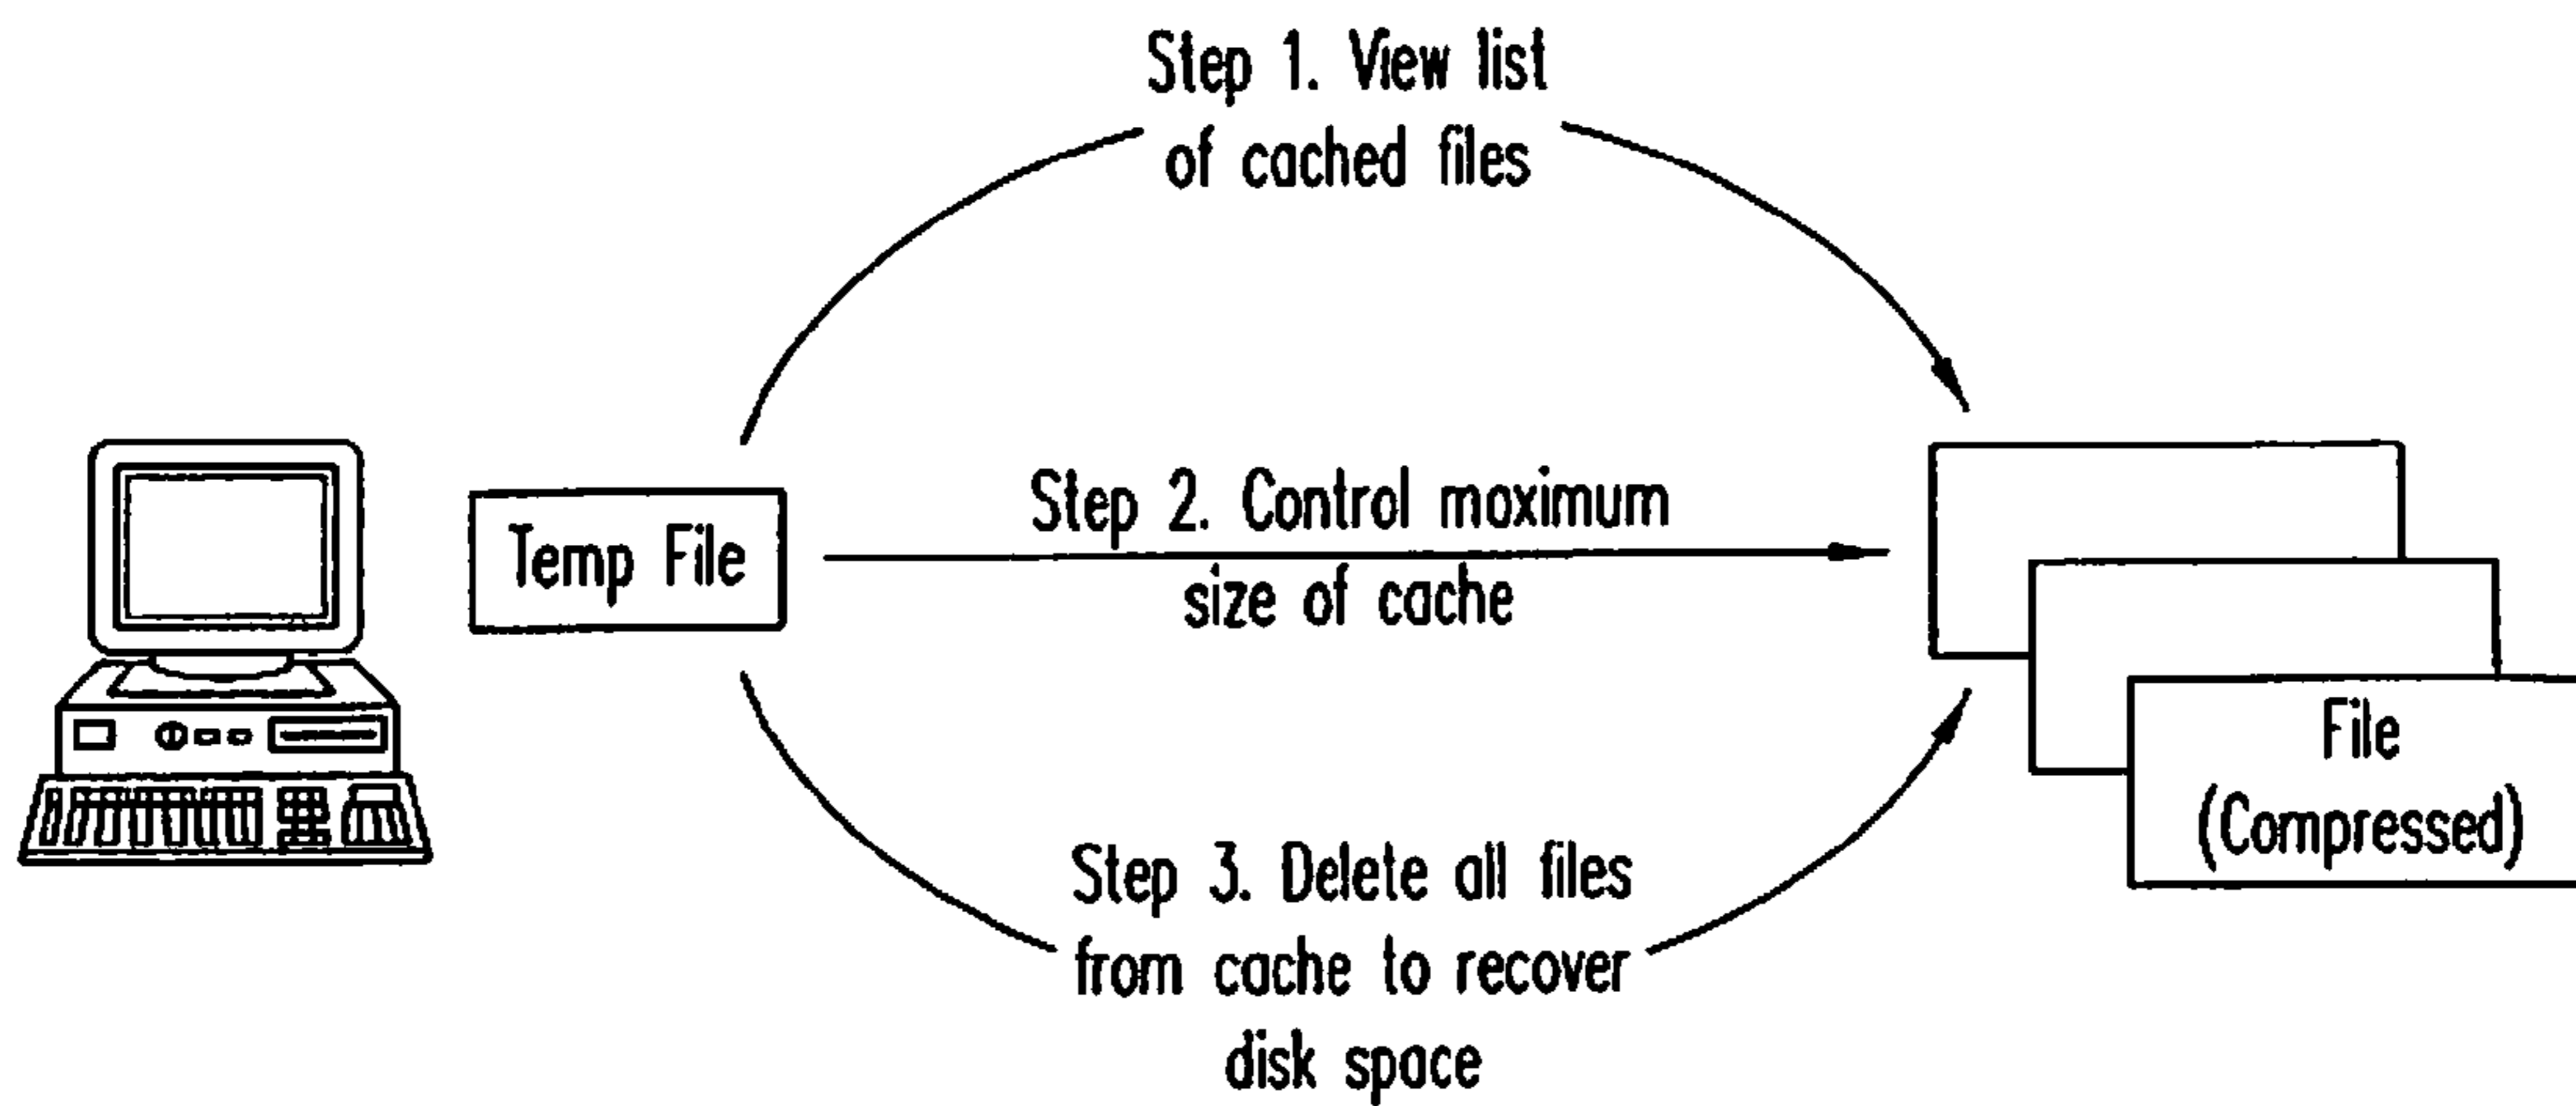 Step 1. View list
of cached files
Temp File
Step 2. Control moximum
size of cache
Step 3. Delete all files
from cache to recover
disk space
File
(Compressed)